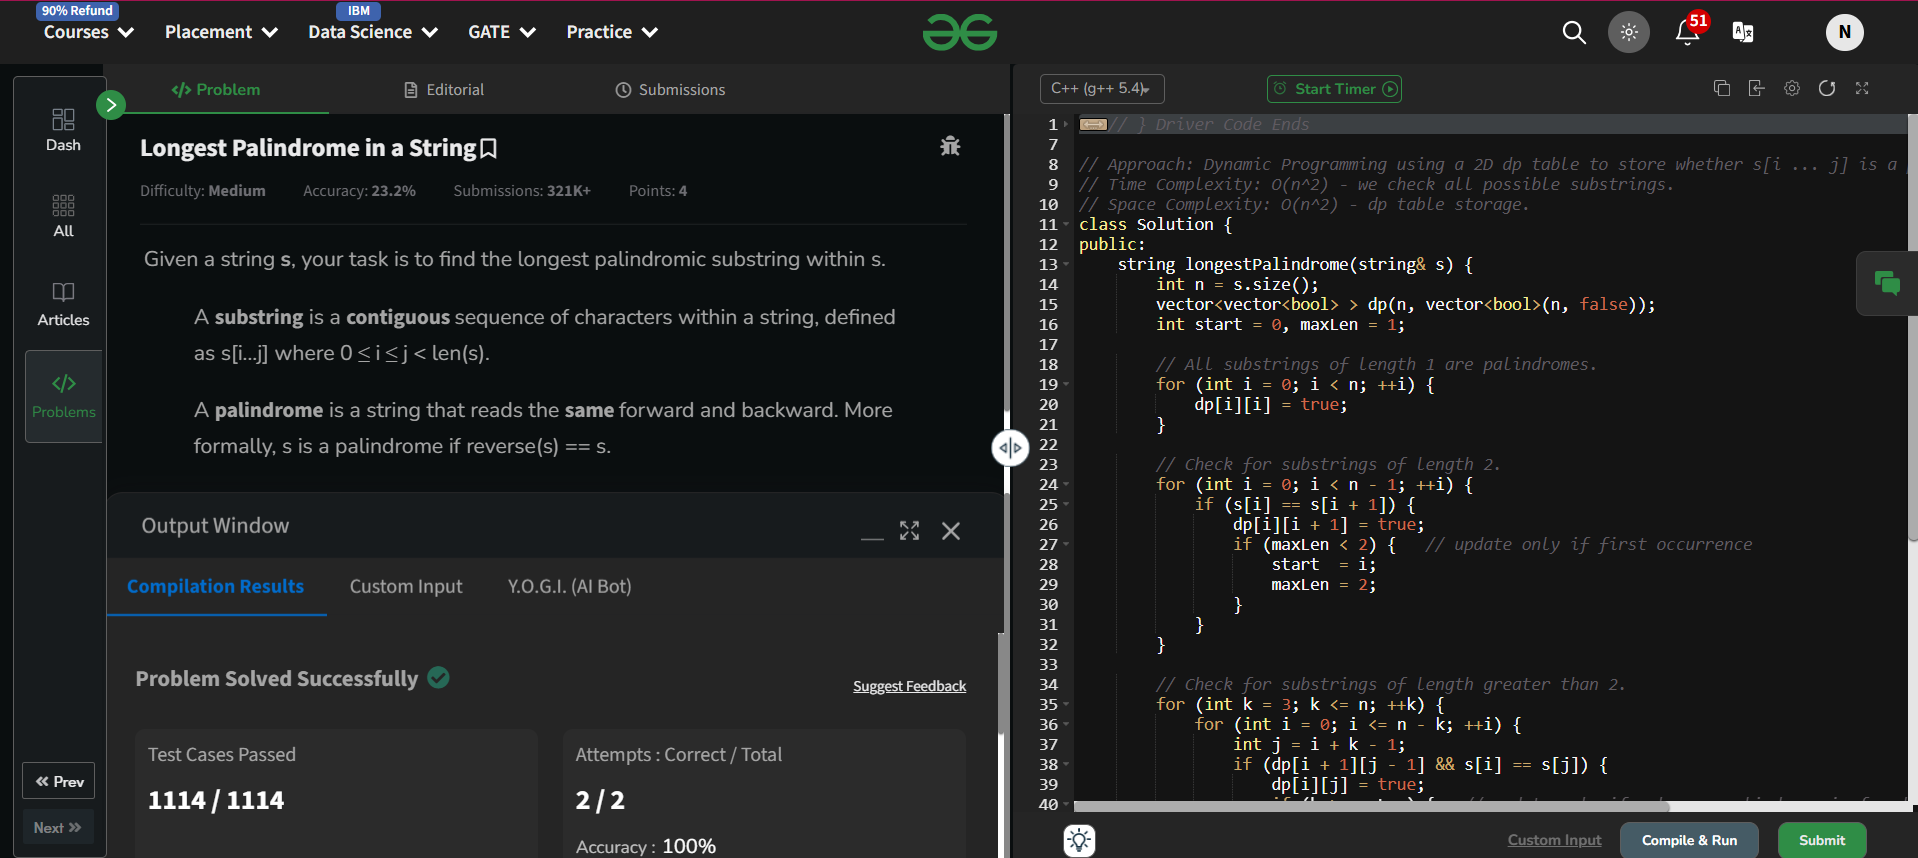 90% Refund
IBM
Courses
Placement
Data Science
GATE
Practice
51
N
Problem
Editorial
Submissions
C++ (g++ 5.4)
Start Timer
Dash
All
Articles
Problems
Prev
Next
Longest Palindrome in a String
Difficulty: Medium
Accuracy: 23.2%
Submissions: 321K+
Points: 4
Given a string s, your task is to find the longest palindromic substring within s.
A substring is a contiguous sequence of characters within a string, defined
as s[i...j] where 0 ≤ i ≤ j < len(s).
A palindrome is a string that reads the same forward and backward. More
formally, s is a palindrome if reverse(s) == s.
Output Window
Compilation Results
Custom Input
Y.O.G.I. (AI Bot)
Problem Solved Successfully
Suggest Feedback
Test Cases Passed
1114 / 1114
Attempts : Correct / Total
2 / 2
Accuracy : 100%
1 // } Driver Code Ends
7
8 // Approach: Dynamic Programming using a 2D dp table to store whether s[i ... j] is a
9 // Time Complexity: O(n^2) - we check all possible substrings.
10 // Space Complexity: O(n^2) - dp table storage.
11 class Solution {
12 public:
13     string longestPalindrome(string& s) {
14         int n = s.size();
15         vector<vector<bool> > dp(n, vector<bool>(n, false));
16         int start = 0, maxLen = 1;
17
18         // All substrings of length 1 are palindromes.
19         for (int i = 0; i < n; ++i) {
20             dp[i][i] = true;
21         }
22
23         // Check for substrings of length 2.
24         for (int i = 0; i < n - 1; ++i) {
25             if (s[i] == s[i + 1]) {
26                 dp[i][i + 1] = true;
27                 if (maxLen < 2) {   // update only if first occurrence
28                     start  = i;
29                     maxLen = 2;
30                 }
31             }
32         }
33
34         // Check for substrings of length greater than 2.
35         for (int k = 3; k <= n; ++k) {
36             for (int i = 0; i <= n - k; ++i) {
37                 int j = i + k - 1;
38                 if (dp[i + 1][j - 1] && s[i] == s[j]) {
39                     dp[i][j] = true;
40
Custom Input
Compile & Run
Submit